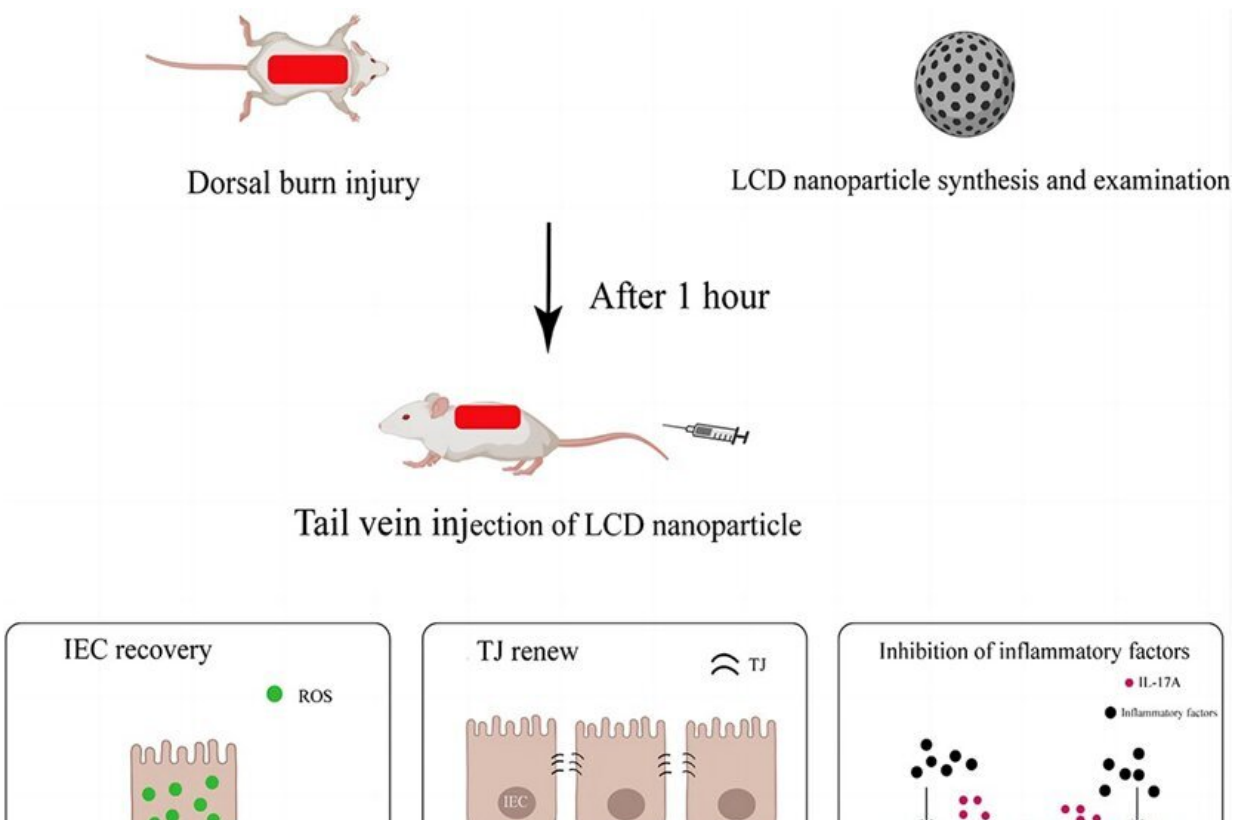 Dorsal burn injury
LCD nanoparticle synthesis and examination
After 1 hour
Tail vein injection of LCD nanoparticle
IEC recovery
ROS
TJ renew
TJ
IEC
Inhibition of inflammatory factors
IL-17A
Inflammatory factors